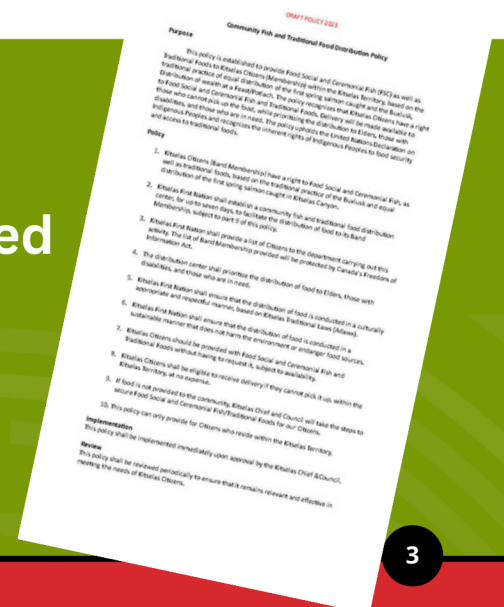 DRAFT POLICY 2023
Community Fish and Traditional Food Distribution Policy
Purpose
This policy is established to provide Food Social and Ceremonial Fish (FSC) as well as
Traditional Foods to Kitselas Citizens (Membership) within the Kitselas Territory, based on the
traditional practice of equal distribution of the first spring salmon caught and the Bualusk,
Distribution of wealth at a Feast/Potlach. The policy recognizes that Kitselas Citizens have a right
to Food Social and Ceremonial Fish and Traditional Foods. Delivery will be made available to
those who cannot pick up the food, while prioritizing the distribution to Elders, those with
disabilities, and those who are in need. The policy upholds the United Nations Declaration on
Indigenous Peoples and recognises the inherent rights of Indigenous Peoples to food security
and access to traditional foods.
Policy
1. Kitselas Citizens (Band Membership) have a right to Food Social and Ceremonial Fish, as
well as traditional foods, based on the traditional practice of the Bualusk and equal
distribution of the first spring salmon caught in Kitselas Canyon.
2. Kitselas First Nation shall establish a community fish and traditional food distribution
center, for up to seven days, to facilitate the distribution of food to its Band
Membership, subject to part 9 of this policy.
3. Kitselas First Nation shall provide a list of Citizens to the department carrying out this
activity. The list of Band Membership provided will be protected by Canada's Freedom of
Information Act.
4. The distribution center shall prioritize the distribution of food to Elders, those with
disabilities, and those who are in need.
5. Kitselas First Nation shall ensure that the distribution of food is conducted in a culturally
appropriate and respectful manner, based on Kitselas Traditional Laws (Ailaws).
6. Kitselas First Nation shall ensure that the distribution of food is conducted in a
sustainable manner that does not harm the environment or endanger food sources.
7. Kitselas Citizens should be provided with Food Social and Ceremonial Fish and
Traditional Foods without having to request it, subject to availability.
8. Kitselas Citizens shall be eligible to receive delivery if they cannot pick it up, within the
Kitselas Territory, at no expense.
9. If food is not provided to the community, Kitselas Chief and Council will take the steps to
secure Food Social and Ceremonial Fish/Traditional Foods for our Citizens.
10. This policy can only provide for Citizens who reside within the Kitselas Territory.
Implementation
This policy shall be implemented immediately upon approval by the Kitselas Chief & Council.
Review
This policy shall be reviewed periodically to ensure that it remains relevant and effective in
meeting the needs of Kitselas Citizens.
ed
3